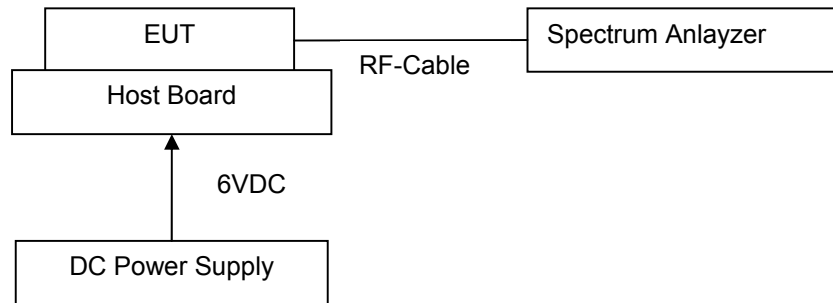 EUT
Spectrum Anlayzer
RF-Cable
Host Board
6VDC
DC Power Supply